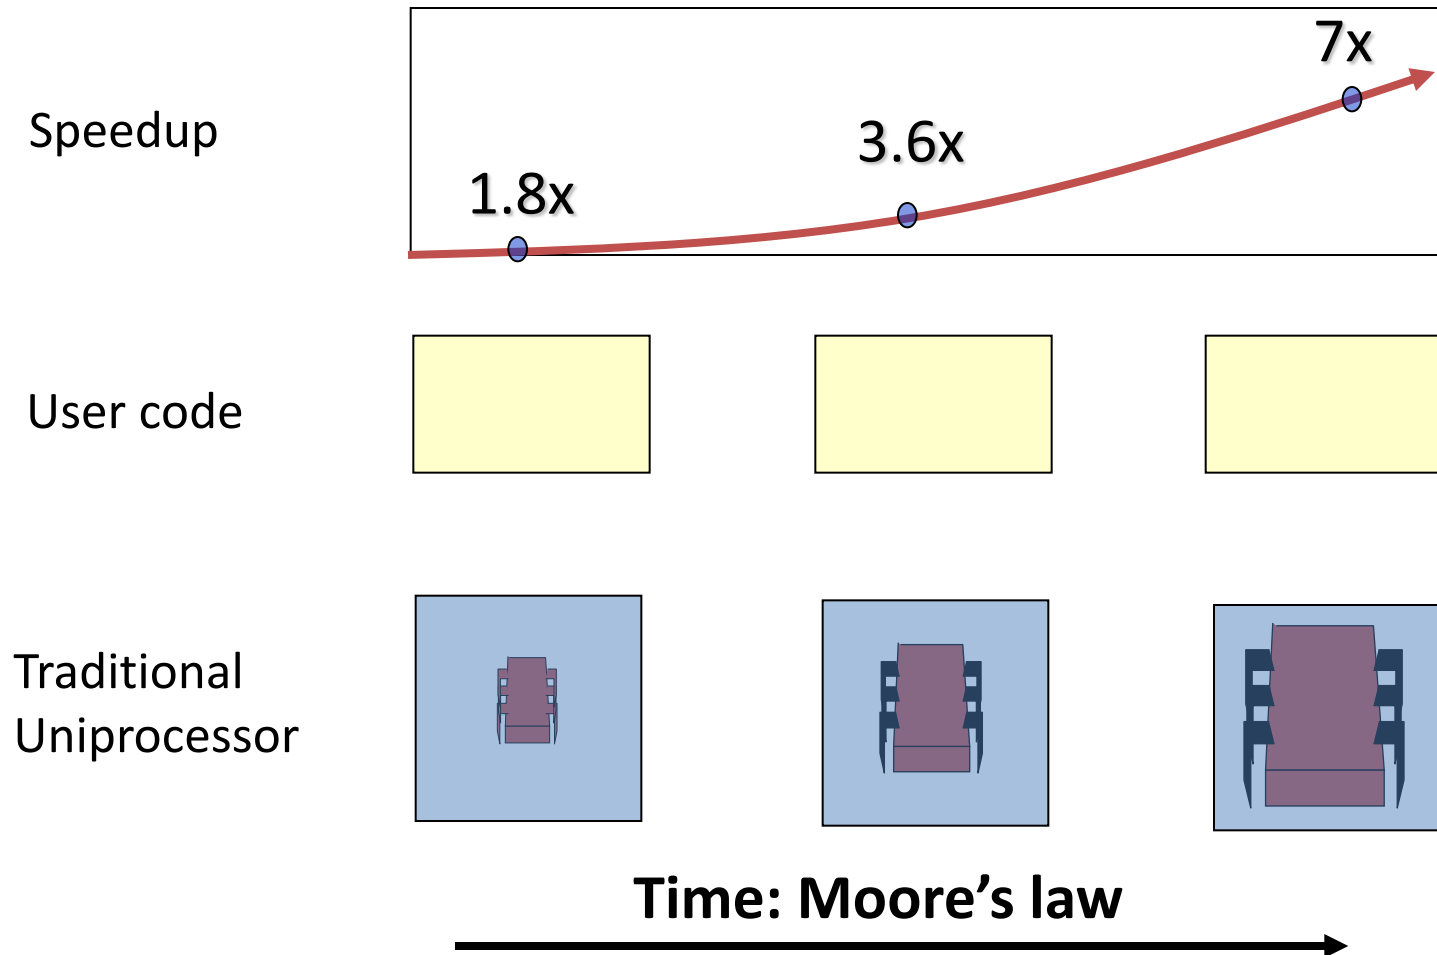 7x
Speedup
3.6x
1.8x
User code
Traditional
Uniprocessor
Time: Moore’s law